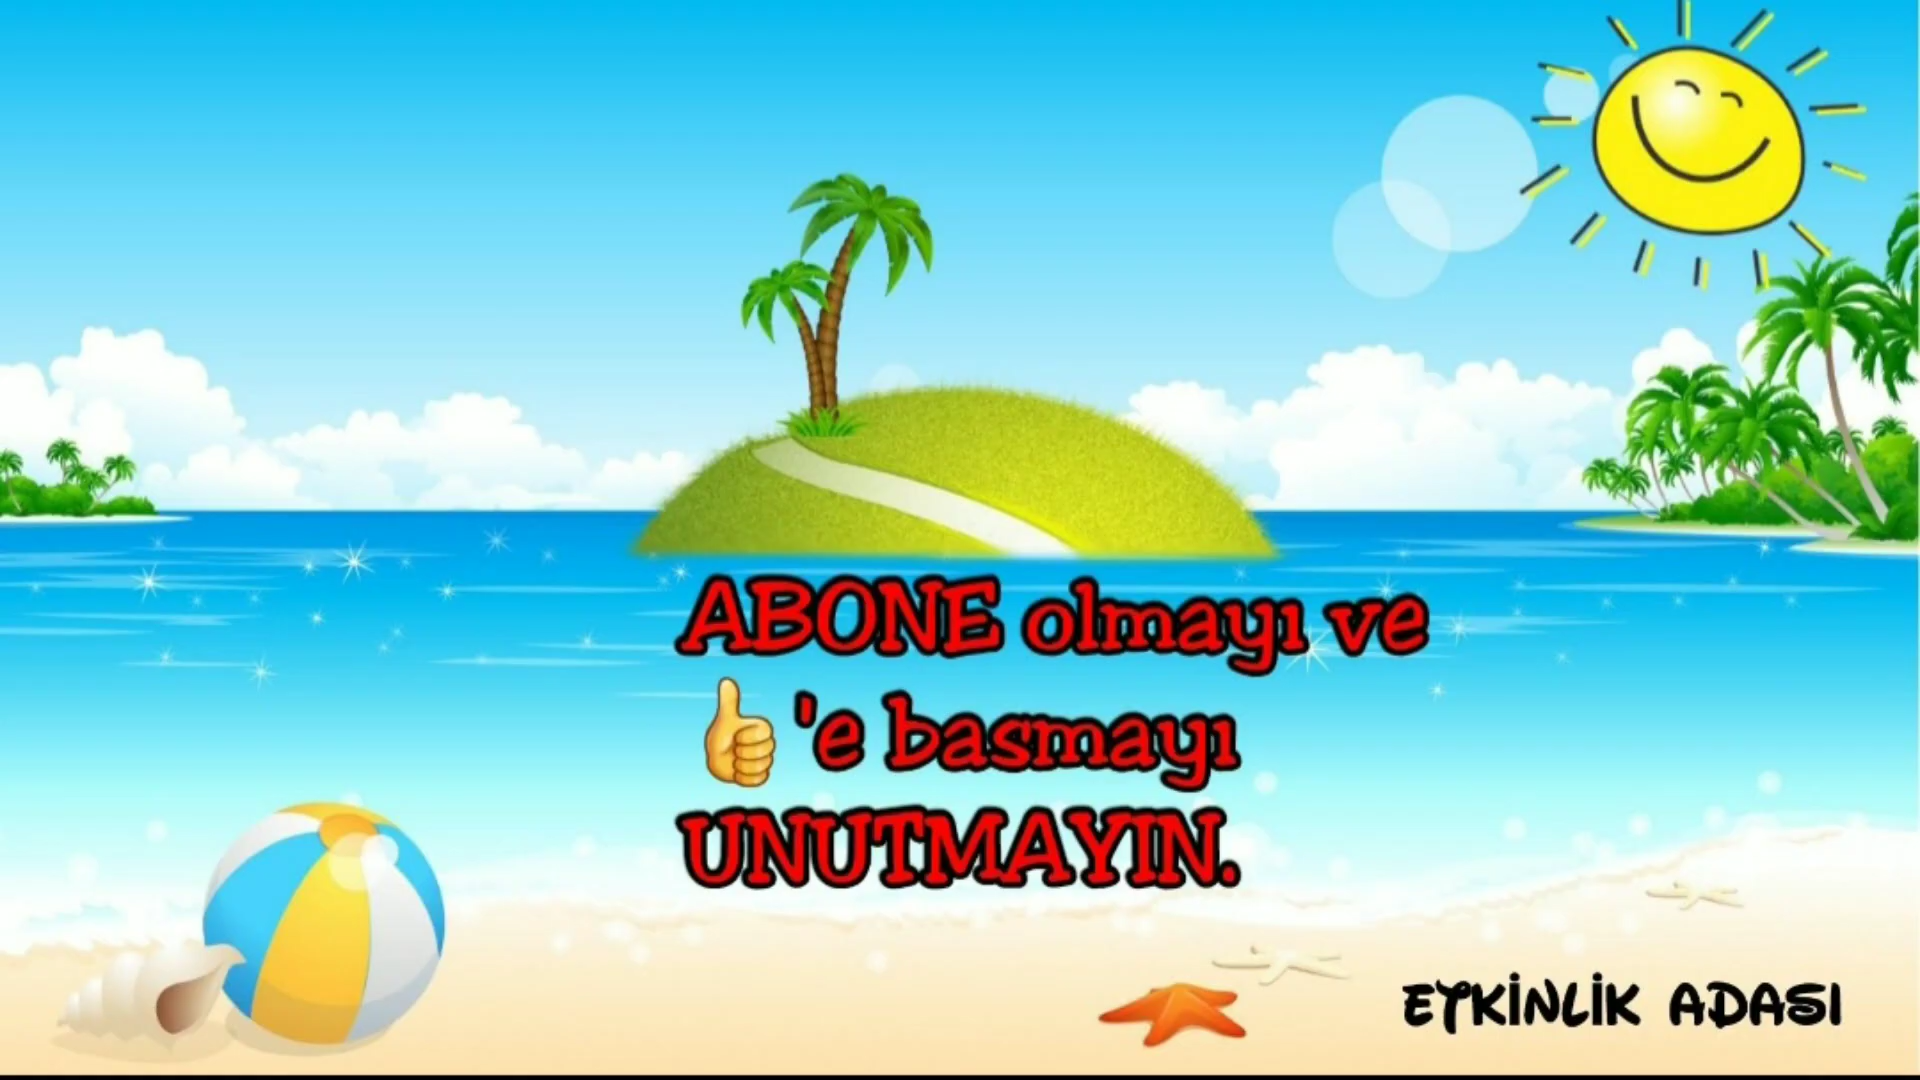 ABONE olmayı ve
👍 'e basmayı
UNUTMAYIN.
ETKİNLİK ADASI